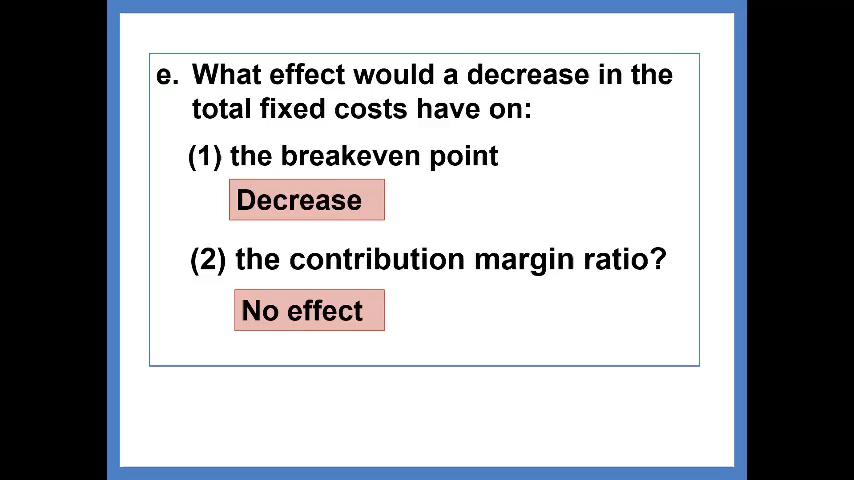 e. What effect would a decrease in the
total fixed costs have on:
(1) the breakeven point
Decrease
(2) the contribution margin ratio?
No effect